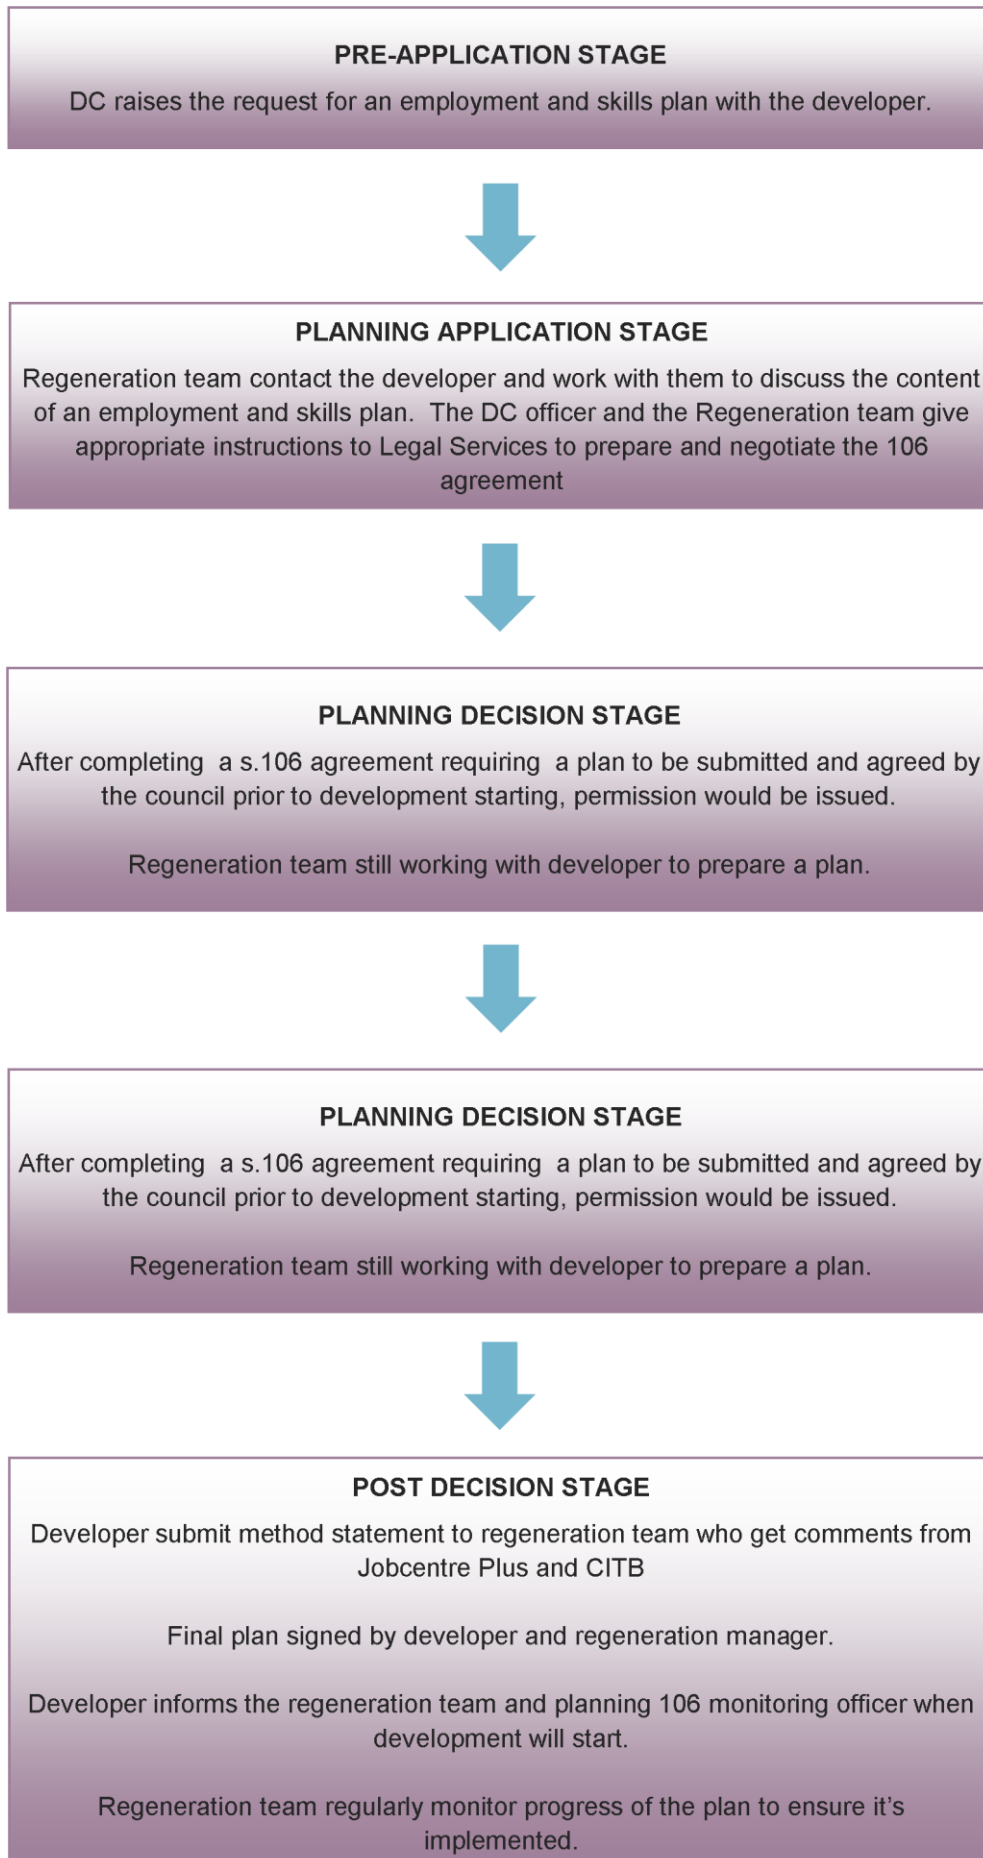 PRE-APPLICATION STAGE
DC raises the request for an employment and skills plan with the developer.
PLANNING APPLICATION STAGE
Regeneration team contact the developer and work with them to discuss the content
of an employment and skills plan.  The DC officer and the Regeneration team give
appropriate instructions to Legal Services to prepare and negotiate the 106
agreement
PLANNING DECISION STAGE
After completing  a s.106 agreement requiring  a plan to be submitted and agreed by
the council prior to development starting, permission would be issued.
Regeneration team still working with developer to prepare a plan.
PLANNING DECISION STAGE
After completing  a s.106 agreement requiring  a plan to be submitted and agreed by
the council prior to development starting, permission would be issued.
Regeneration team still working with developer to prepare a plan.
POST DECISION STAGE
Developer submit method statement to regeneration team who get comments from
Jobcentre Plus and CITB
Final plan signed by developer and regeneration manager.
Developer informs the regeneration team and planning 106 monitoring officer when
development will start.
Regeneration team regularly monitor progress of the plan to ensure it's
implemented.